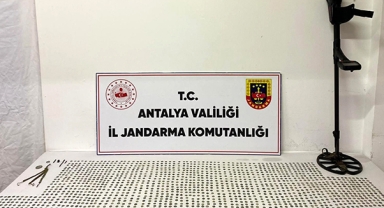 T.C.
ANTALYA VALİLİĞİ
İL JANDARMA KOMUTANLIĞI